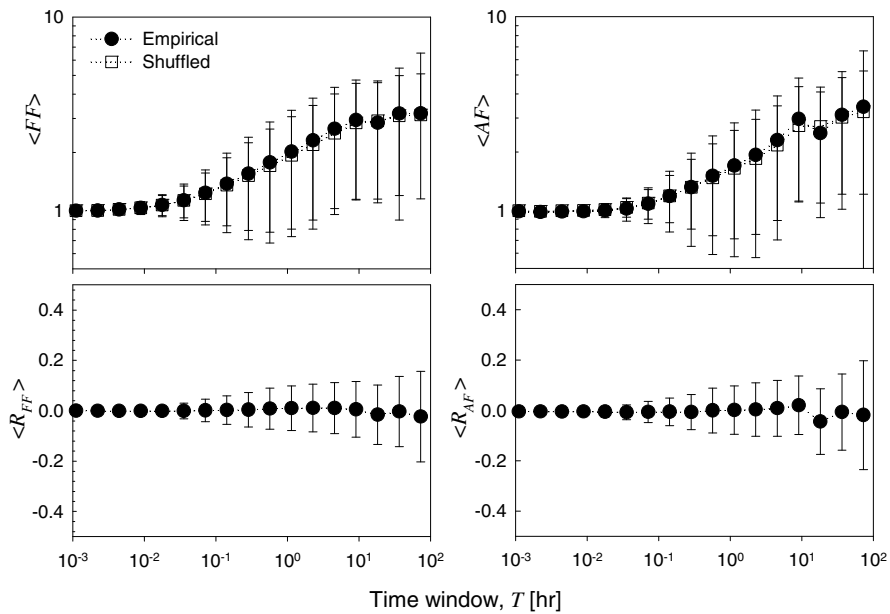 10
1
<FF>
Empirical
Shuffled
10
1
<AF>
0.4
0.2
0.0
-0.2
-0.4
<R_FF>
10^-3 10^-2 10^-1 10^0 10^1 10^2
0.4
0.2
0.0
-0.2
-0.4
<R_AF>
10^-3 10^-2 10^-1 10^0 10^1 10^2
Time window, T [hr]